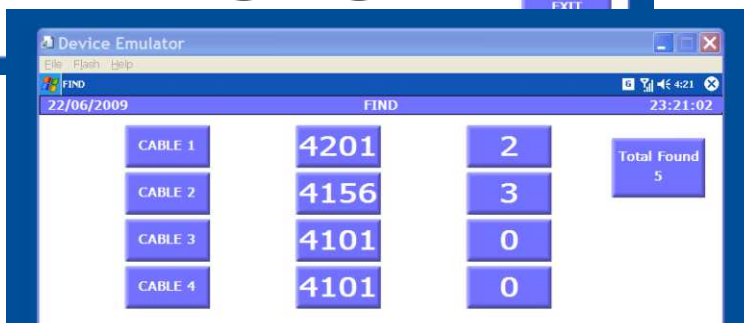 EXIT
Device Emulator
File Flash Help
FIND
G 4:21
22/06/2009 FIND 23:21:02
CABLE 1 4201 2
Total Found
5
CABLE 2 4156 3
CABLE 3 4101 0
CABLE 4 4101 0